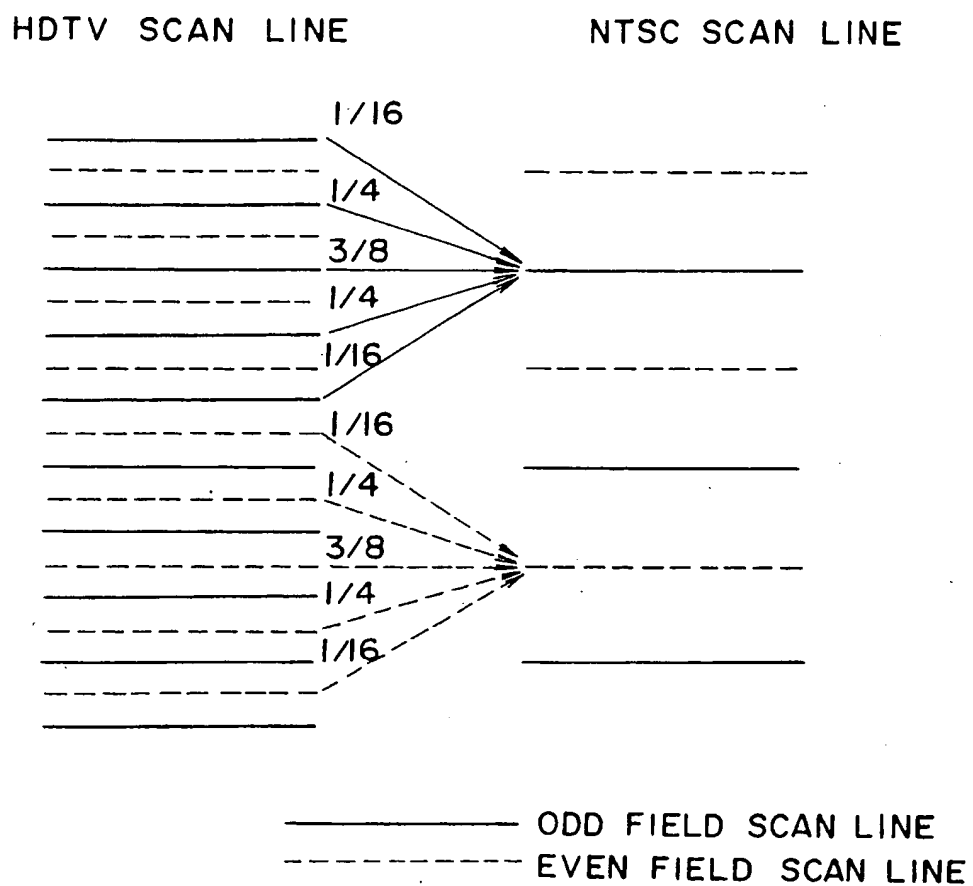 HDTV SCAN LINE
NTSC SCAN LINE
1/16
1/4
3/8
1/4
1/16
1/16
1/4
3/8
1/4
1/16
ODD FIELD SCAN LINE
EVEN FIELD SCAN LINE